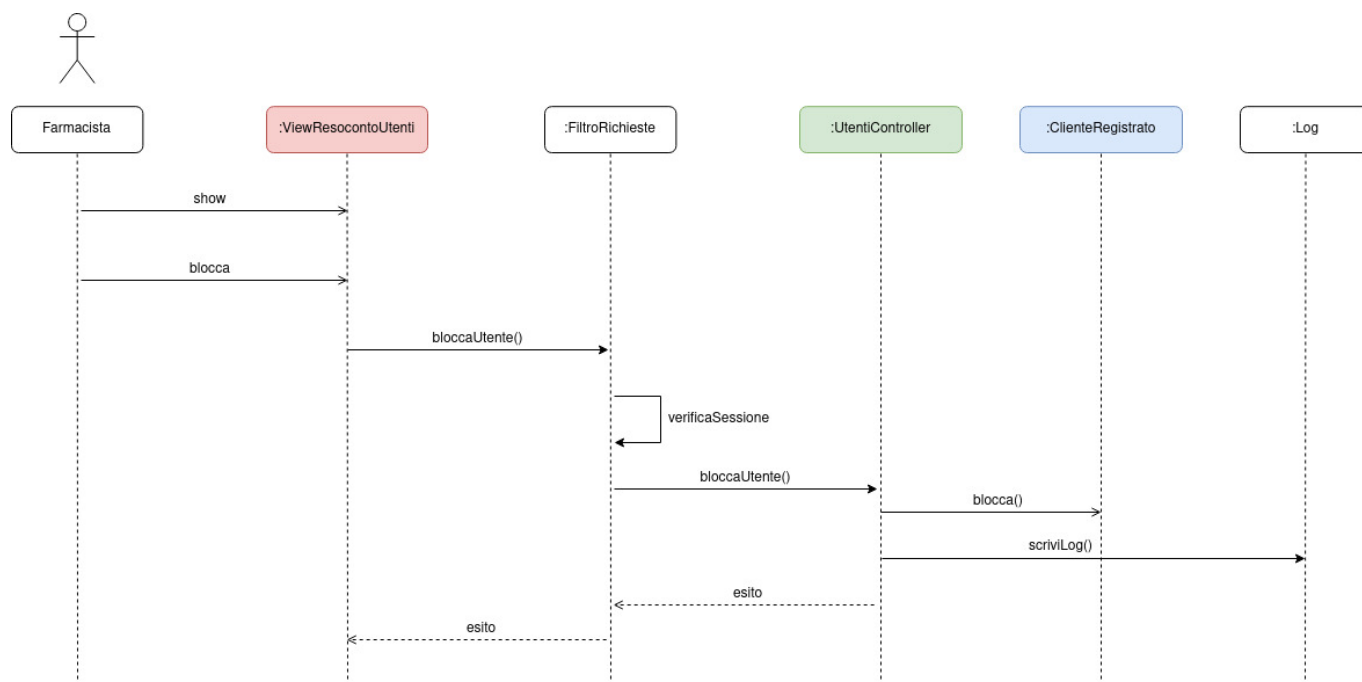 Farmacista
:ViewResocontoUtenti
:FiltroRichieste
:UtentiController
:ClienteRegistrato
:Log
show
blocca
bloccaUtente()
verificaSessione
bloccaUtente()
blocca()
scriviLog()
esito
esito